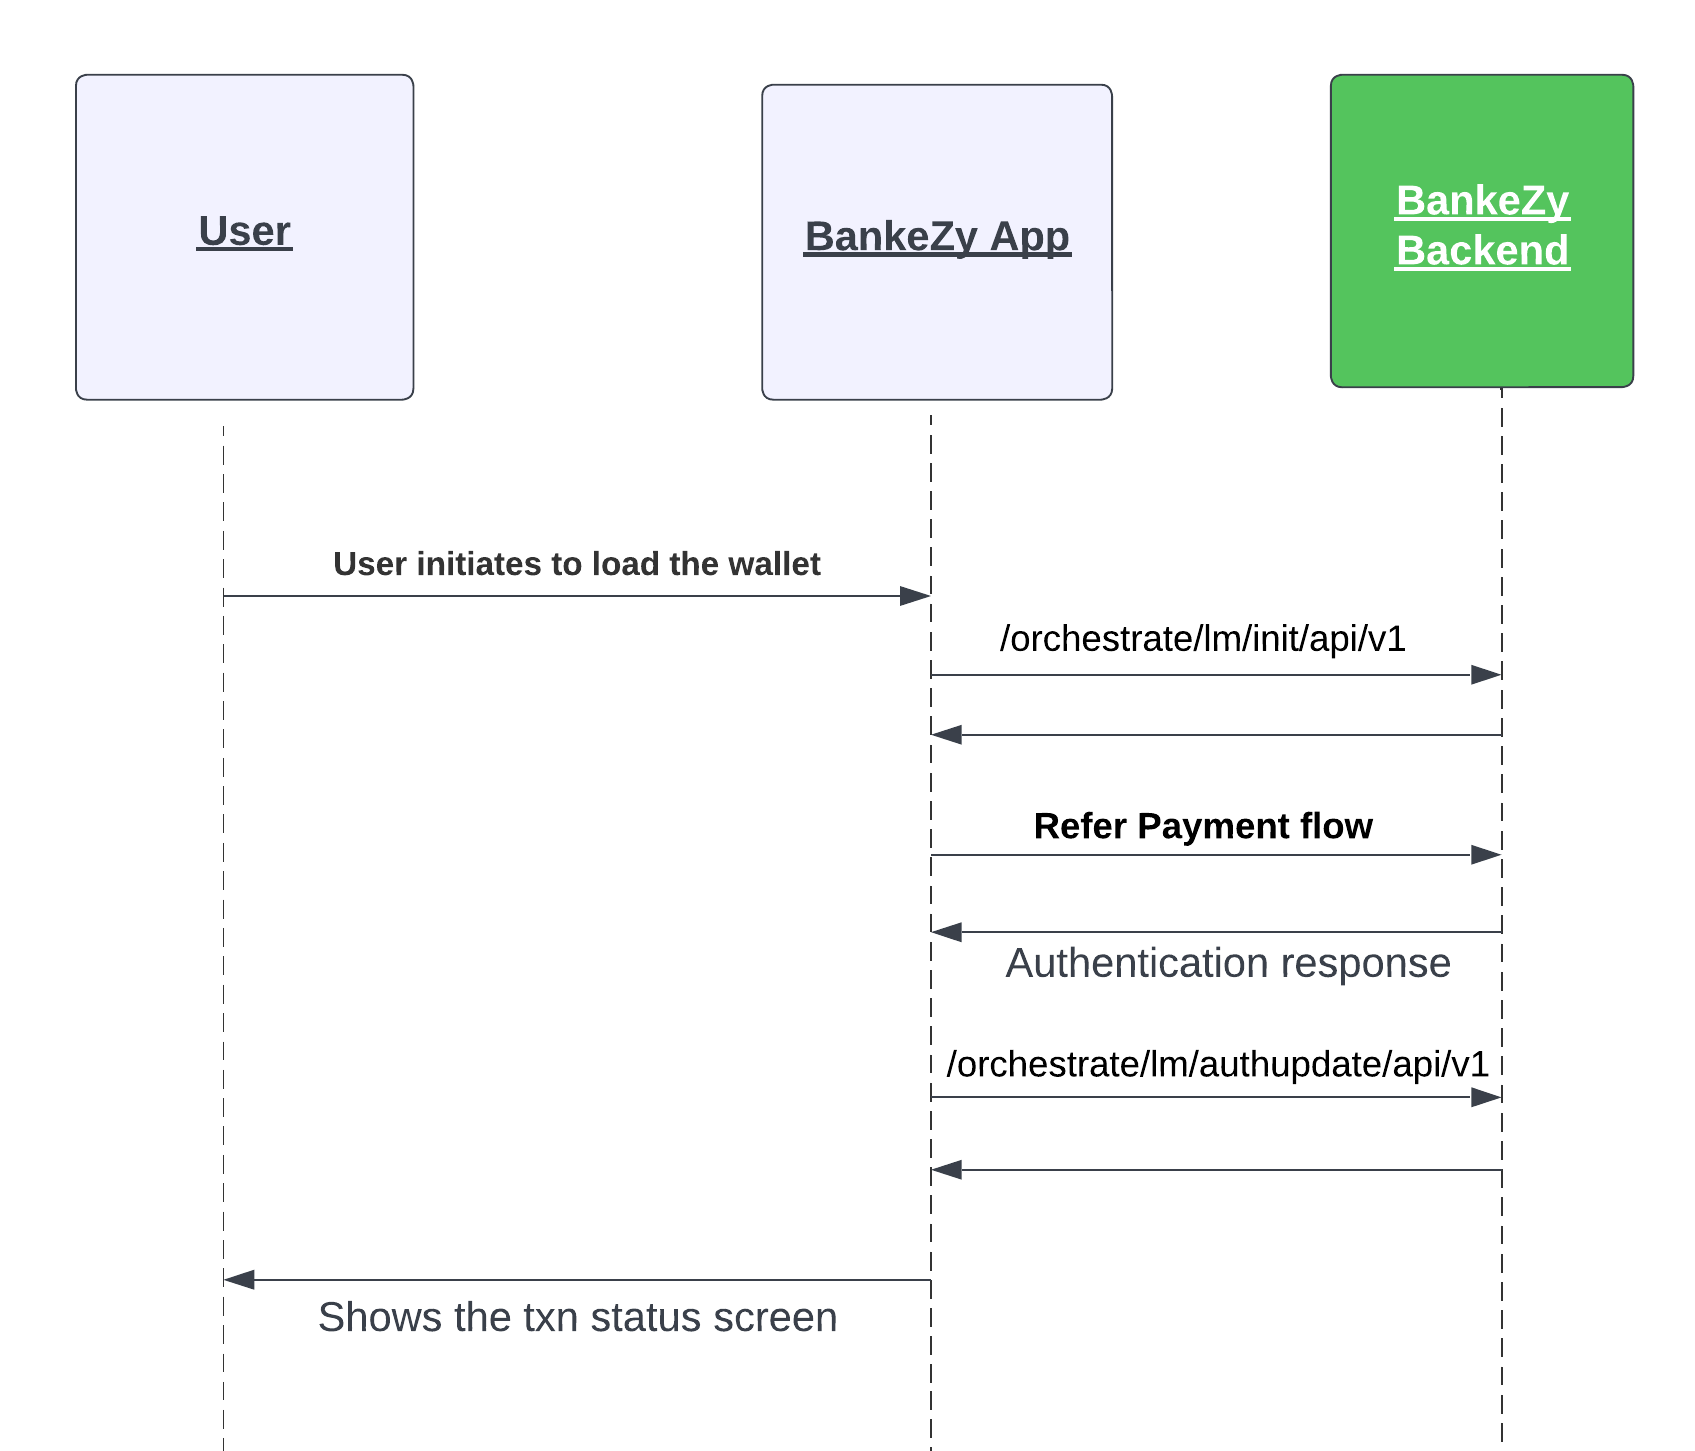 User
BankeZy App
BankeZy
Backend
User initiates to load the wallet
/orchestrate/lm/init/api/v1
Refer Payment flow
Authentication response
/orchestrate/lm/authupdate/api/v1
Shows the txn status screen